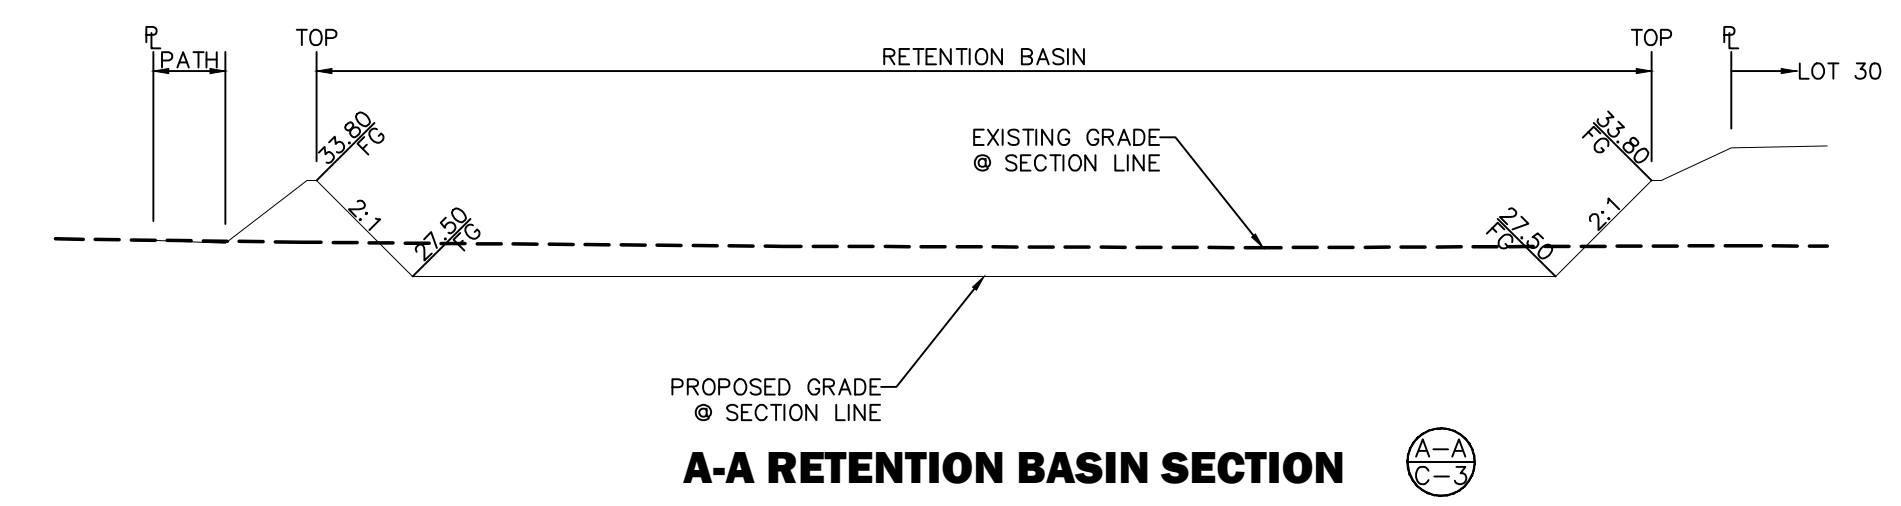 PL
PATH
TOP
RETENTION BASIN
TOP
PL
LOT 30
33.80
FG
2:1
27.50
FG
EXISTING GRADE
@ SECTION LINE
33.80
FG
2:1
27.50
FG
PROPOSED GRADE
@ SECTION LINE
A-A RETENTION BASIN SECTION
A-A
C-3